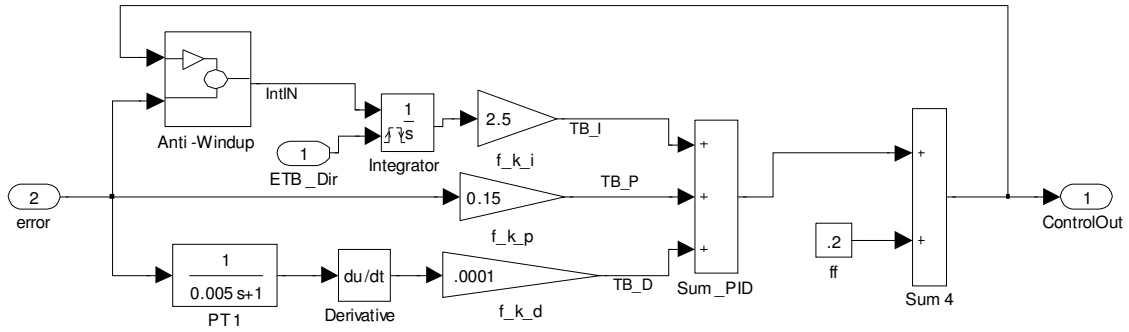 IntIN
Anti -Windup
1
ETB _Dir
1
s
Integrator
2.5
f_k_i
TB_I
2
error
0.15
f_k_p
TB_P
1
0.005 s+1
PT1
du/dt
Derivative
.0001
f_k_d
TB_D
+
+
+
Sum _PID
.2
ff
+
+
Sum 4
1
ControlOut